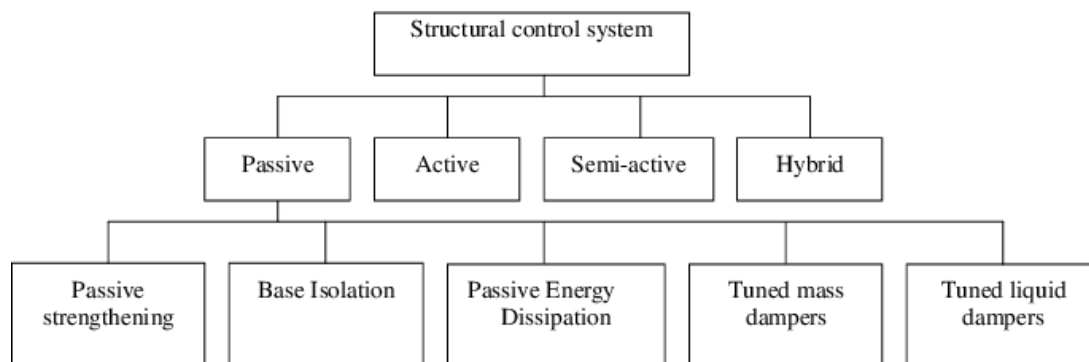 Structural control system
Passive
Active
Semi-active
Hybrid
Passive
strengthening
Base Isolation
Passive Energy
Dissipation
Tuned mass
dampers
Tuned liquid
dampers